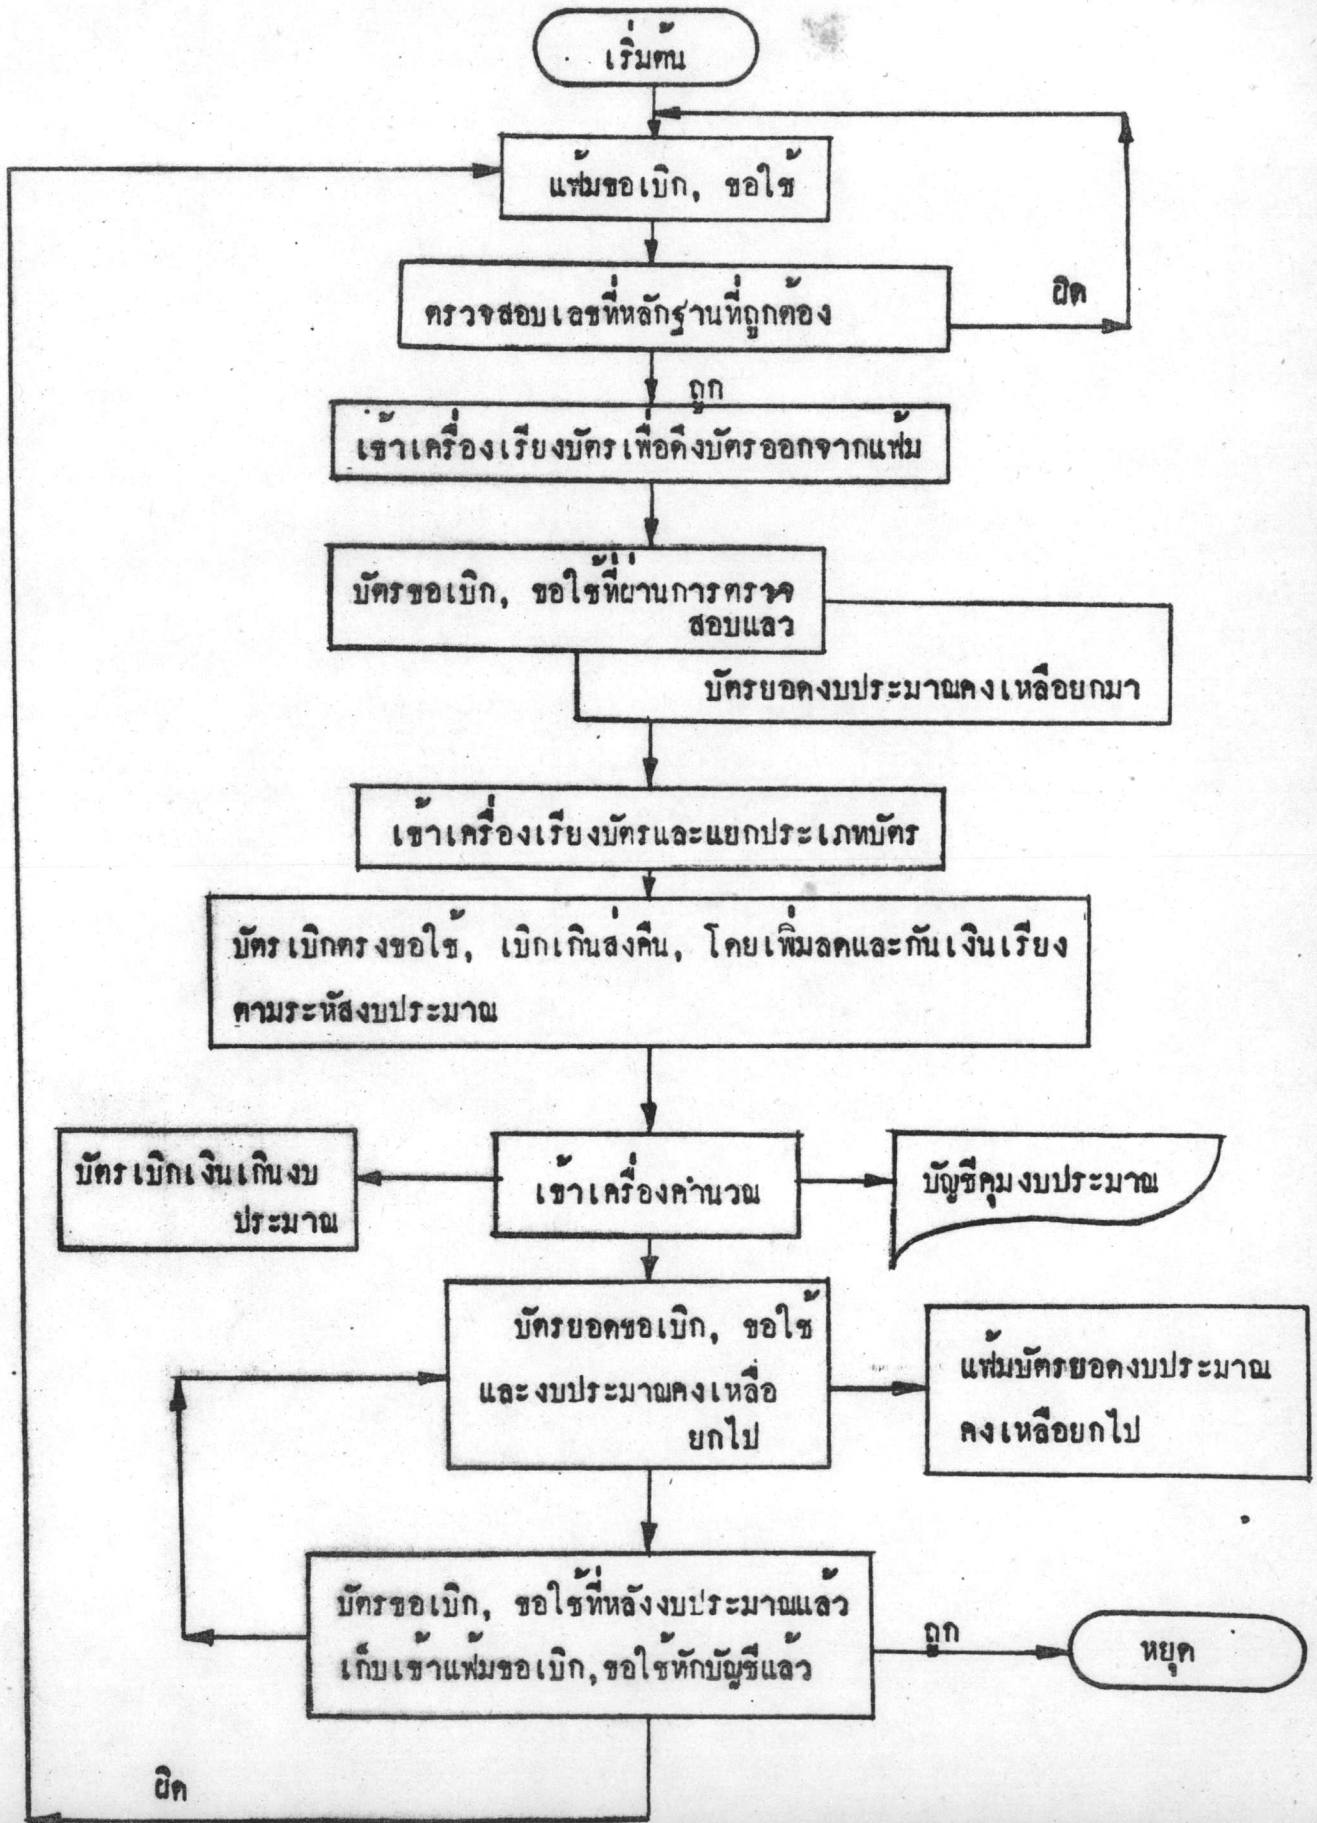 เริ่มต้น
แฟ้มขอเบิก, ขอใช้
ตรวจสอบเลขที่หลักฐานที่ถูกต้อง
ผิด
ถูก
เข้าเครื่องเรียงบัตรเพื่อดึงบัตรออกจากแฟ้ม
บัตรขอเบิก, ขอใช้ที่ผ่านการตรวจ
สอบแลว
บัตรยอดงบประมาณคงเหลือยกมา
เข้าเครื่องเรียงบัตรและแยกประเภทบัตร
บัตรเบิกตรงขอใช้, เบิกเกินส่งคืน, โดยเพิ่มลดและกันเงินเรียง
ตามระหัสงบประมาณ
บัตรเบิกเงินเกินงบ
ประมาณ
เข้าเครื่องคำนวณ
บัญชีคุมงบประมาณ
บัตรยอดขอเบิก, ขอใช้
และงบประมาณคงเหลือ
ยกไป
แฟ้มบัตรยอดงบประมาณ
คงเหลือยกไป
บัตรขอเบิก, ขอใช้ที่หลังงบประมาณแล้ว
เก็บเข้าแฟ้มขอเบิก,ขอใช้หักบัญชีแล้ว
ถูก
หยุด
ผิด